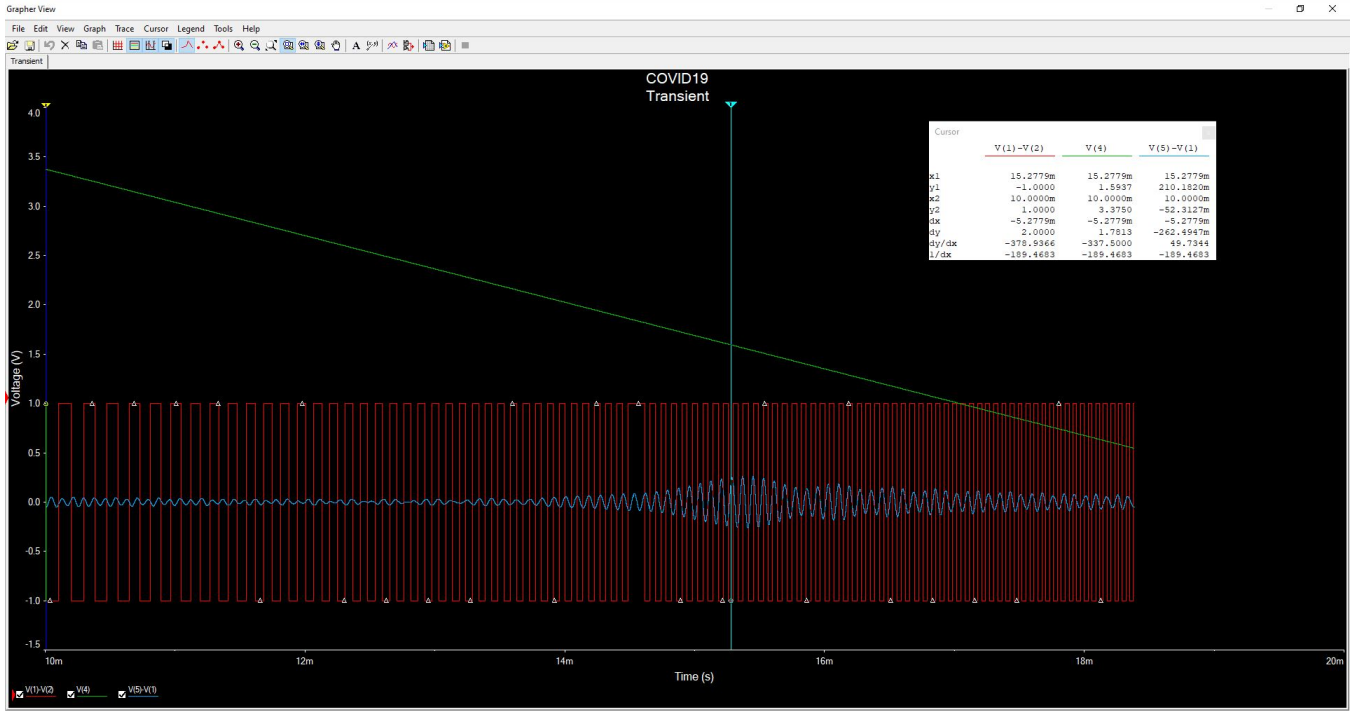 Grapher View
File Edit View Graph Trace Cursor Legend Tools Help
Transient
COVID19
Transient
Cursor
V(1)-V(2) V(4) V(5)-V(1)
x1 15.2779m 15.2779m 15.2779m
y1 -1.0000 1.5937 210.1820m
x2 10.0000m 10.0000m 10.0000m
y2 1.0000 3.3750 -52.3127m
dx -5.2779m -5.2779m -5.2779m
dy 2.0000 1.7813 -262.4947m
dy/dx -378.9366 -337.5000 49.7344
1/dx -189.4683 -189.4683 -189.4683
4.0
3.5
3.0
2.5
2.0
1.5
1.0
0.5
0.0
-0.5
-1.0
-1.5
Voltage (V)
10m 12m 14m 16m 18m 20m
Time (s)
V(1)-V(2) V(4) V(5)-V(1)